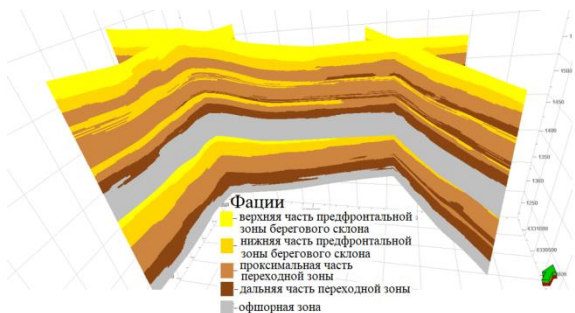 Фации
- верхняя часть предфронтальной
зоны берегового склона
- нижняя часть предфронтальной
зоны берегового склона
проксимальная часть
переходной зоны
- дальняя часть переходной зоны
- офшорная зона